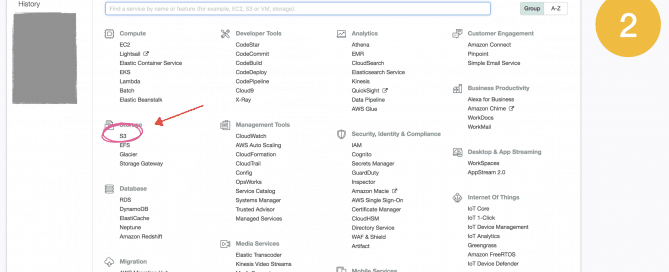 History
Find a service by name or feature (for example, EC2, S3 or VM, storage).
Group
A-Z
2
Compute
EC2
Lightsail
Elastic Container Service
EKS
Lambda
Batch
Elastic Beanstalk
Storage
S3
EFS
Glacier
Storage Gateway
Database
RDS
DynamoDB
ElastiCache
Neptune
Amazon Redshift
Migration
Developer Tools
CodeStar
CodeCommit
CodeBuild
CodeDeploy
CodePipeline
Cloud9
X-Ray
Management Tools
CloudWatch
AWS Auto Scaling
CloudFormation
CloudTrail
Config
OpsWorks
Service Catalog
Systems Manager
Trusted Advisor
Managed Services
Media Services
Elastic Transcoder
Kinesis Video Streams
Analytics
Athena
EMR
CloudSearch
Elasticsearch Service
Kinesis
QuickSight
Data Pipeline
AWS Glue
Security, Identity & Compliance
IAM
Cognito
Secrets Manager
GuardDuty
Inspector
Amazon Macie
AWS Single Sign-On
Certificate Manager
CloudHSM
Directory Service
WAF & Shield
Artifact
Mobile Services
Customer Engagement
Amazon Connect
Pinpoint
Simple Email Service
Business Productivity
Alexa for Business
Amazon Chime
WorkDocs
WorkMail
Desktop & App Streaming
WorkSpaces
AppStream 2.0
Internet Of Things
IoT Core
IoT 1-Click
IoT Device Management
IoT Analytics
Greengrass
Amazon FreeRTOS
IoT Device Defender